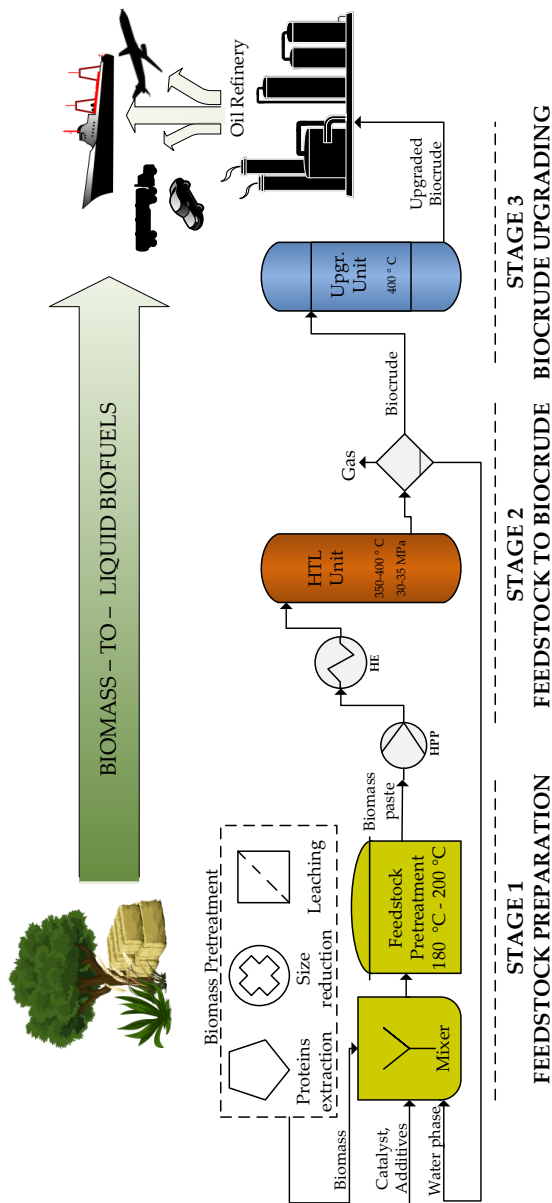 BIOMASS – TO – LIQUID BIOFUELS
Biomass Pretreatment
Proteins
extraction
Size
reduction
Leaching
Biomass
Catalyst,
Additives
Water phase
Mixer
Feedstock
Pretreatment
180 °C - 200 °C
Biomass
paste
HPP
HE
HTL
Unit
350-400 ° C
30-35 MPa
Gas
Biocrude
Upgr.
Unit
400 ° C
Upgraded
Biocrude
Oil Refinery
STAGE 1
FEEDSTOCK PREPARATION
STAGE 2
FEEDSTOCK TO BIOCRUDE
STAGE 3
BIOCRUDE UPGRADING